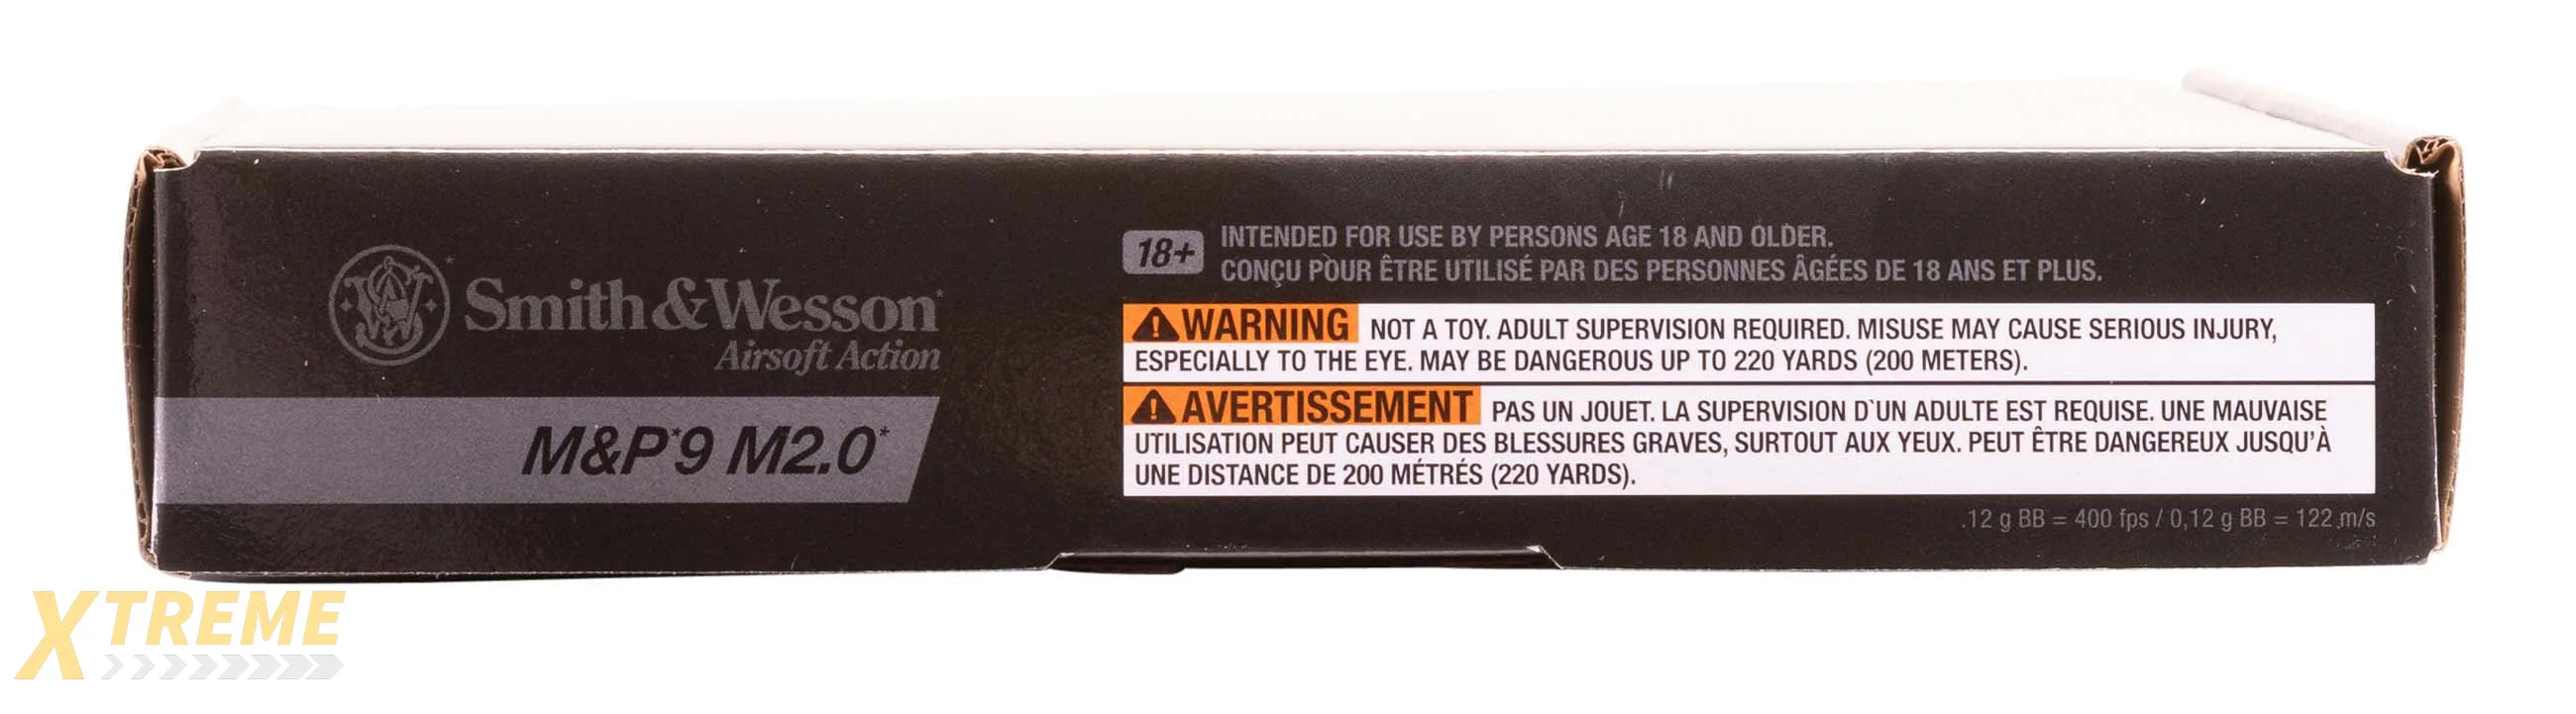 Smith & Wesson*
Airsoft Action
M&P*9 M2.0*
18+
INTENDED FOR USE BY PERSONS AGE 18 AND OLDER.
CONÇU POUR ÊTRE UTILISÉ PAR DES PERSONNES ÂGÉES DE 18 ANS ET PLUS.
WARNING NOT A TOY. ADULT SUPERVISION REQUIRED. MISUSE MAY CAUSE SERIOUS INJURY,
ESPECIALLY TO THE EYE. MAY BE DANGEROUS UP TO 220 YARDS (200 METERS).
AVERTISSEMENT PAS UN JOUET. LA SUPERVISION D`UN ADULTE EST REQUISE. UNE MAUVAISE
UTILISATION PEUT CAUSER DES BLESSURES GRAVES, SURTOUT AUX YEUX. PEUT ÊTRE DANGEREUX JUSQU'À
UNE DISTANCE DE 200 MÉTRÉS (220 YARDS).
.12 g BB = 400 fps / 0,12 g BB = 122 m/s
XTREME